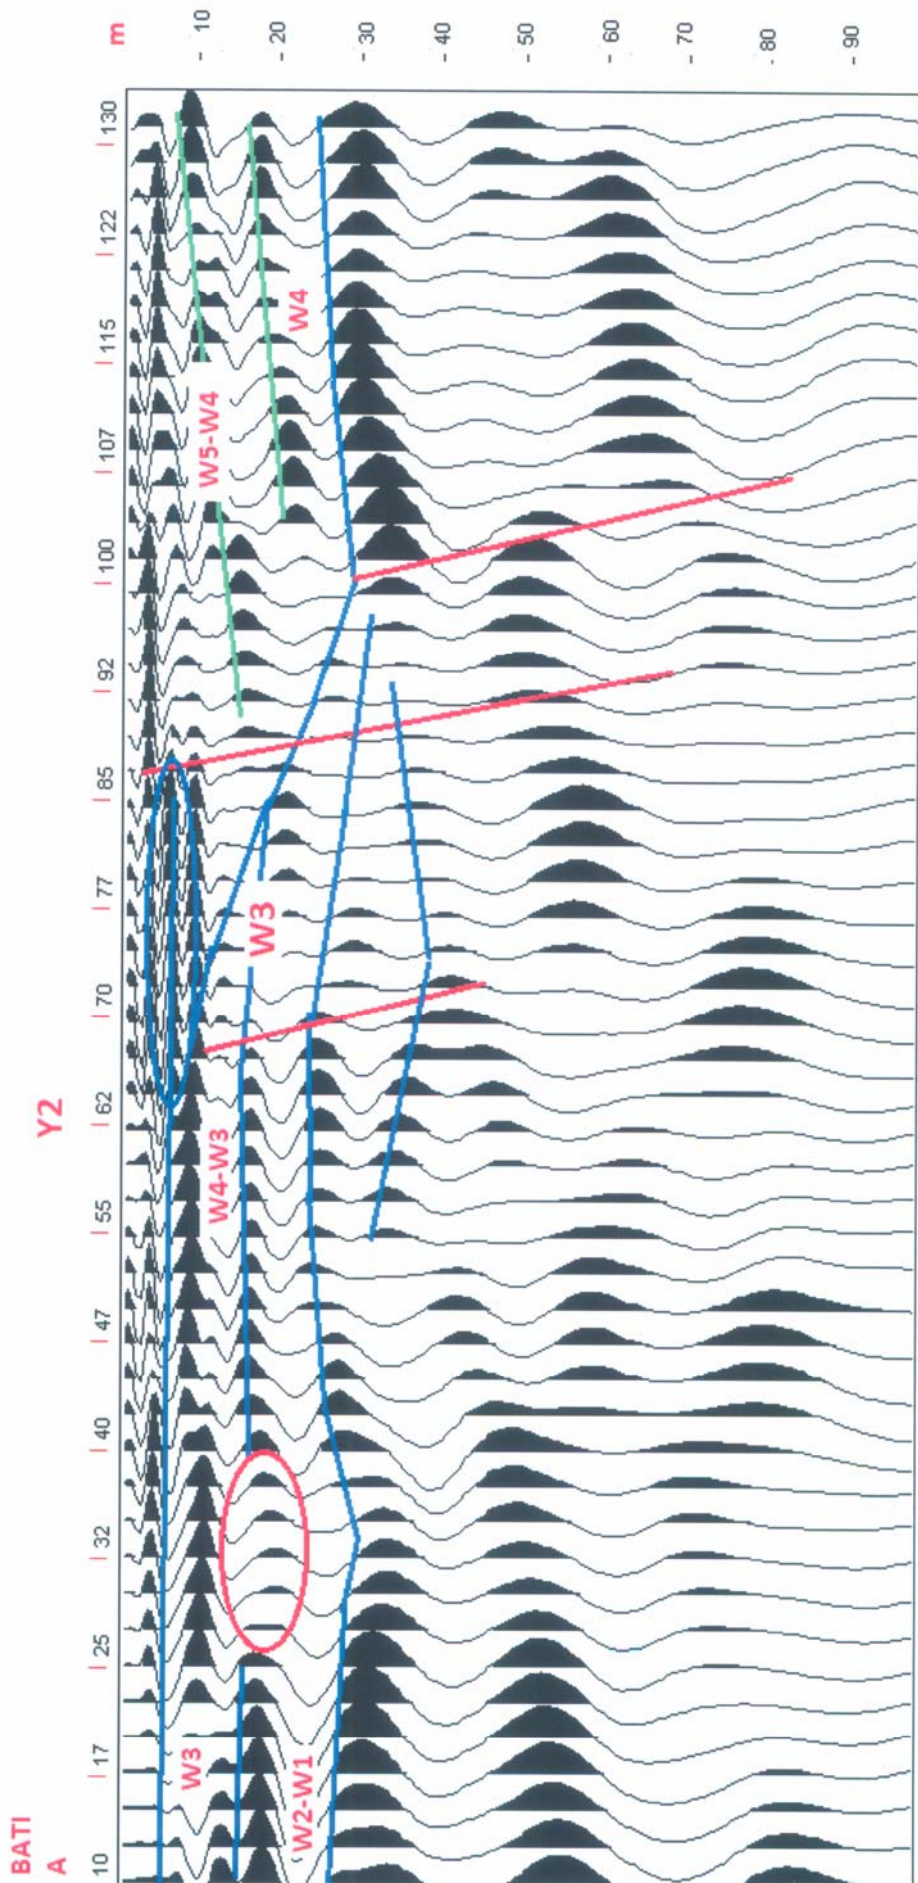 BATI
A
Y2
m
10 | 17 | 25 | 32 | 40 | 47 | 55 | 62 | 70 | 77 | 85 | 92 | 100 | 107 | 115 | 122 | 130
- 10
- 20
- 30
- 40
- 50
- 60
- 70
- 80
- 90
W3
W2-W1
W4-W3
W3
W5-W4
W4